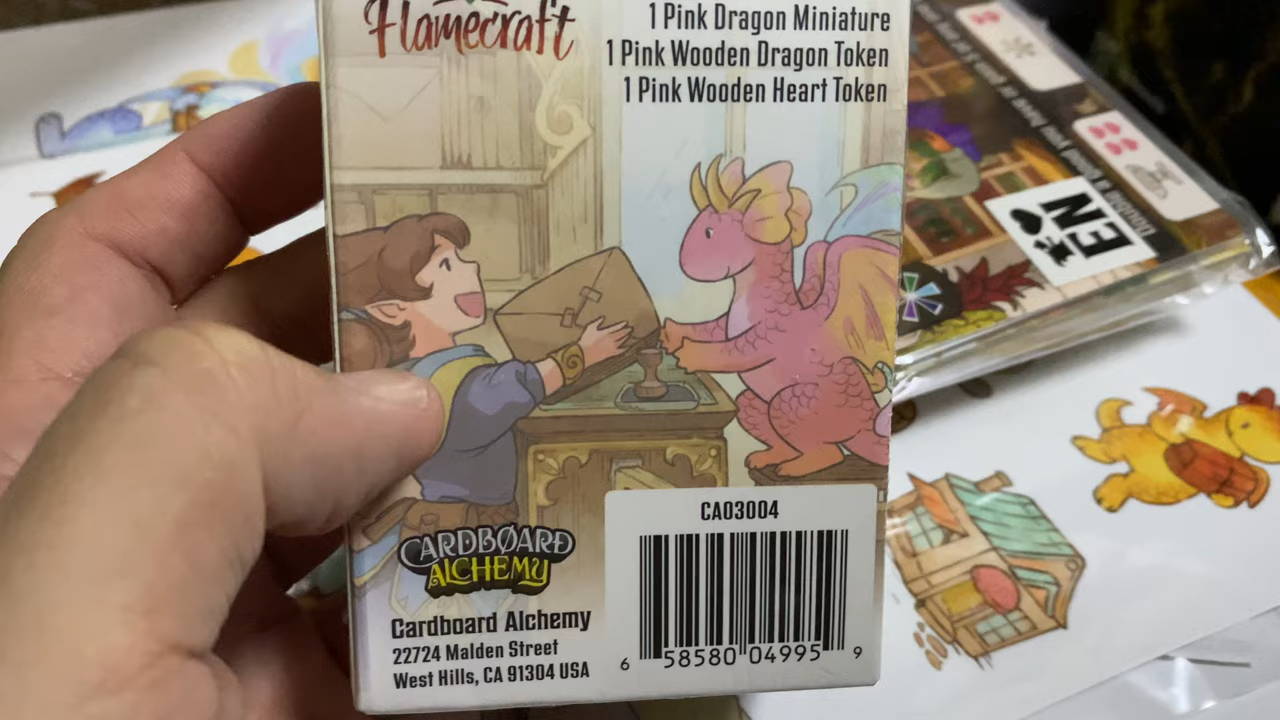 Flamecraft
1 Pink Dragon Miniature
1 Pink Wooden Dragon Token
1 Pink Wooden Heart Token
EN
CA03004
CARDBØARD
ALCHEMY
Cardboard Alchemy
22724 Malden Street
West Hills, CA 91304 USA
6 58580 04995 9